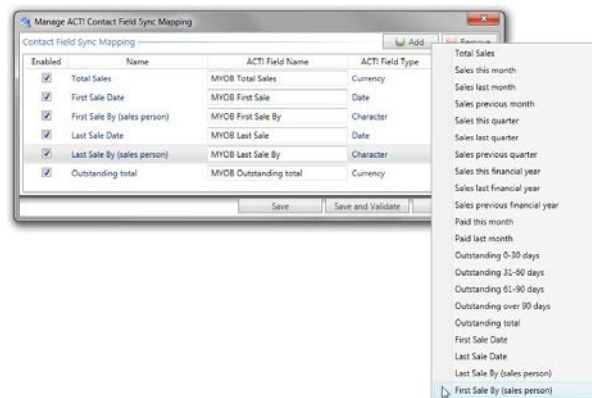 Manage ACT! Contact Field Sync Mapping
Contact Field Sync Mapping
Add
Remove
Enabled Name ACT! Field Name ACT! Field Type
Total Sales MYOB Total Sales Currency
First Sale Date MYOB First Sale Date
First Sale By (sales person) MYOB First Sale By Character
Last Sale Date MYOB Last Sale Date
Last Sale By (sales person) MYOB Last Sale By Character
Outstanding total MYOB Outstanding total Currency
Save Save and Validate
Total Sales
Sales this month
Sales last month
Sales previous month
Sales this quarter
Sales last quarter
Sales previous quarter
Sales this financial year
Sales last financial year
Sales previous financial year
Paid this month
Paid last month
Outstanding 0-30 days
Outstanding 31-60 days
Outstanding 61-90 days
Outstanding over 90 days
Outstanding total
First Sale Date
Last Sale Date
Last Sale By (sales person)
First Sale By (sales person)